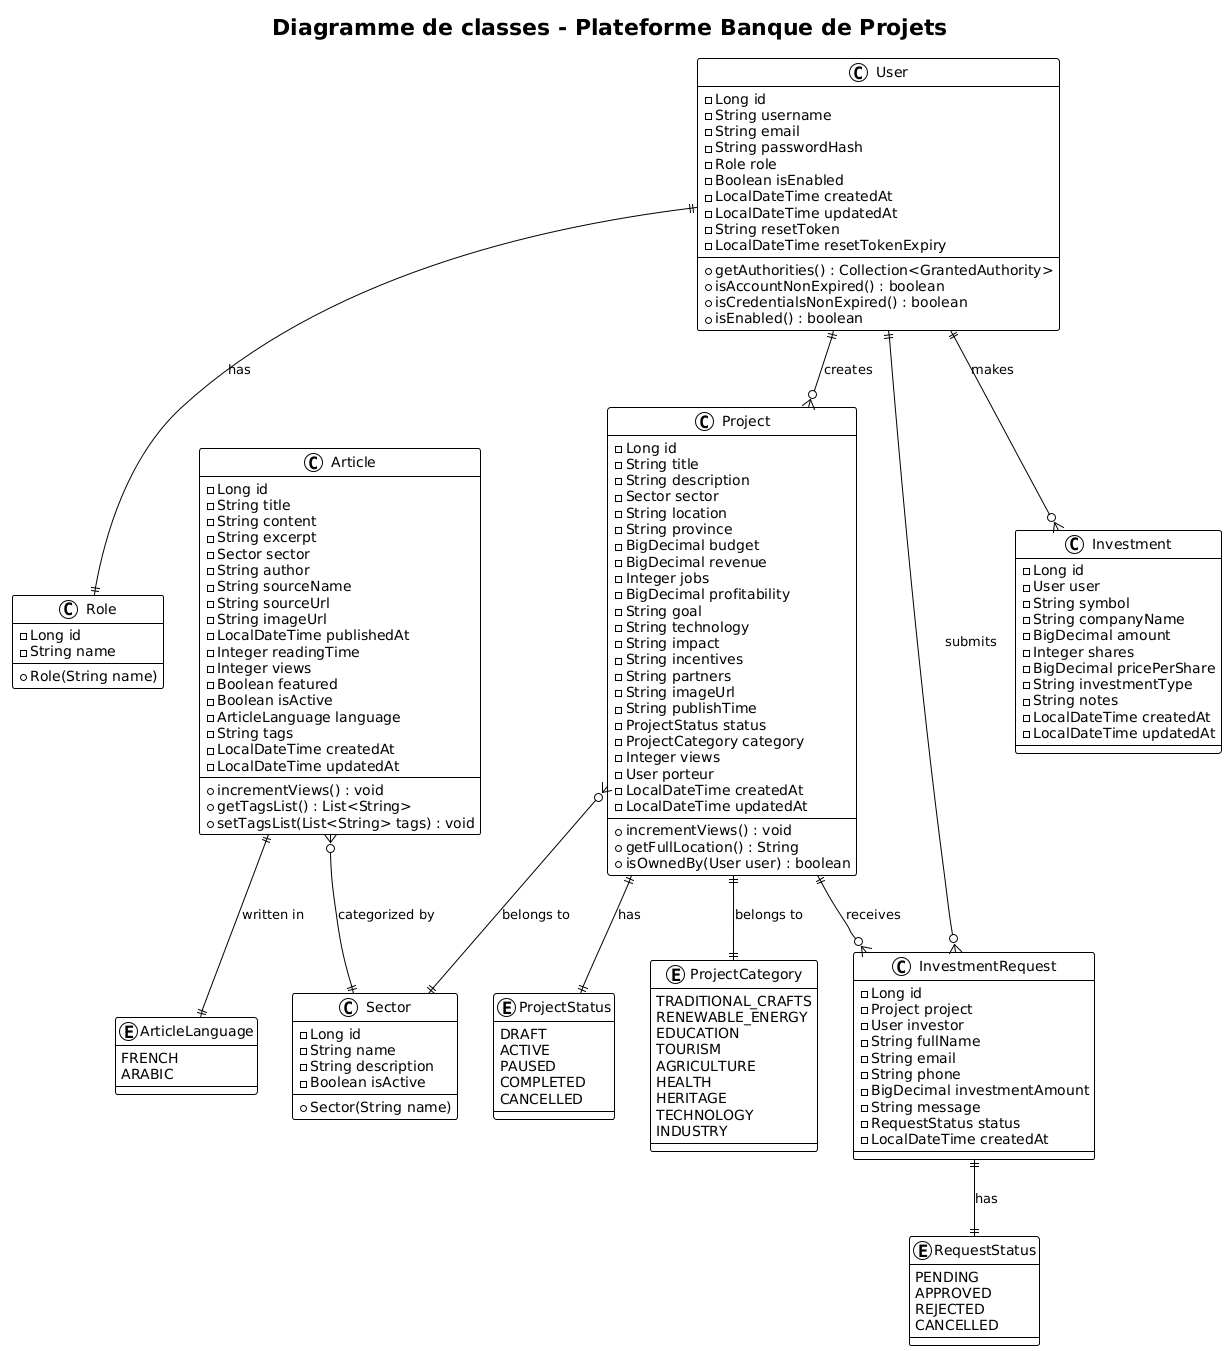 Diagramme de classes - Plateforme Banque de Projets
C User
Long id
String username
String email
String passwordHash
Role role
Boolean isEnabled
LocalDateTime createdAt
LocalDateTime updatedAt
String resetToken
LocalDateTime resetTokenExpiry
getAuthorities() : Collection<GrantedAuthority>
isAccountNonExpired() : boolean
isCredentialsNonExpired() : boolean
isEnabled() : boolean
has
creates
makes
submits
C Role
Long id
String name
Role(String name)
C Article
Long id
String title
String content
String excerpt
Sector sector
String author
String sourceName
String sourceUrl
String imageUrl
LocalDateTime publishedAt
Integer readingTime
Integer views
Boolean featured
Boolean isActive
ArticleLanguage language
String tags
LocalDateTime createdAt
LocalDateTime updatedAt
incrementViews() : void
getTagsList() : List<String>
setTagsList(List<String> tags) : void
C Project
Long id
String title
String description
Sector sector
String location
String province
BigDecimal budget
BigDecimal revenue
Integer jobs
BigDecimal profitability
String goal
String technology
String impact
String incentives
String partners
String imageUrl
String publishTime
ProjectStatus status
ProjectCategory category
Integer views
User porteur
LocalDateTime createdAt
LocalDateTime updatedAt
incrementViews() : void
getFullLocation() : String
isOwnedBy(User user) : boolean
C Investment
Long id
User user
String symbol
String companyName
BigDecimal amount
Integer shares
BigDecimal pricePerShare
String investmentType
String notes
LocalDateTime createdAt
LocalDateTime updatedAt
written in
categorized by
belongs to
has
belongs to
receives
E ArticleLanguage
FRENCH
ARABIC
C Sector
Long id
String name
String description
Boolean isActive
Sector(String name)
E ProjectStatus
DRAFT
ACTIVE
PAUSED
COMPLETED
CANCELLED
E ProjectCategory
TRADITIONAL_CRAFTS
RENEWABLE_ENERGY
EDUCATION
TOURISM
AGRICULTURE
HEALTH
HERITAGE
TECHNOLOGY
INDUSTRY
C InvestmentRequest
Long id
Project project
User investor
String fullName
String email
String phone
BigDecimal investmentAmount
String message
RequestStatus status
LocalDateTime createdAt
has
E RequestStatus
PENDING
APPROVED
REJECTED
CANCELLED